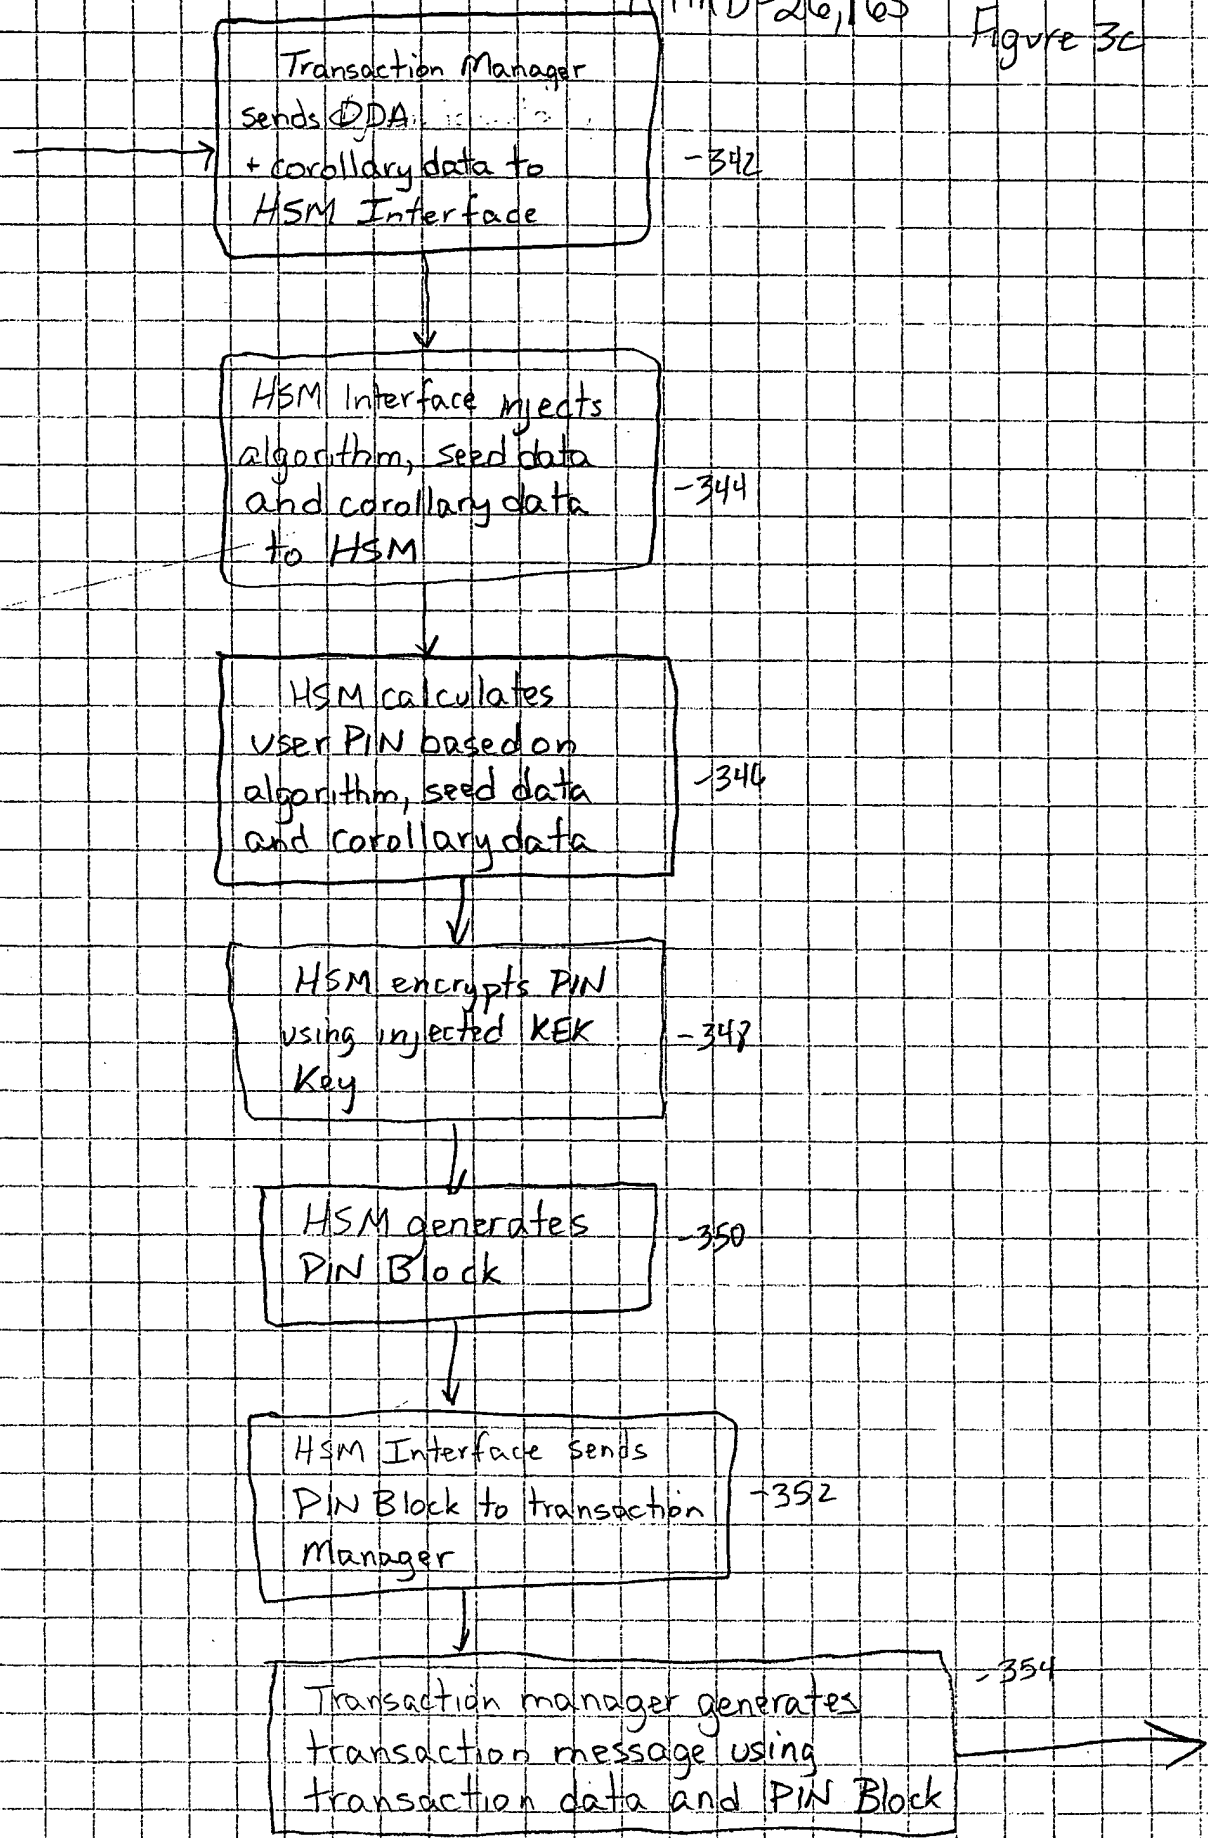 Figure 3c
Transaction Manager
sends DDA
+ corollary data to
HSM Interface
-342
HSM Interface injects
algorithm, seed data
and corollary data
to HSM
-344
HSM calculates
user PIN based on
algorithm, seed data
and corollary data
-346
HSM encrypts PIN
using injected KEK
Key
-348
HSM generates
PIN Block
-350
HSM Interface sends
PIN Block to transaction
Manager
-352
-354
Transaction manager generates
transaction message using
transaction data and PIN Block